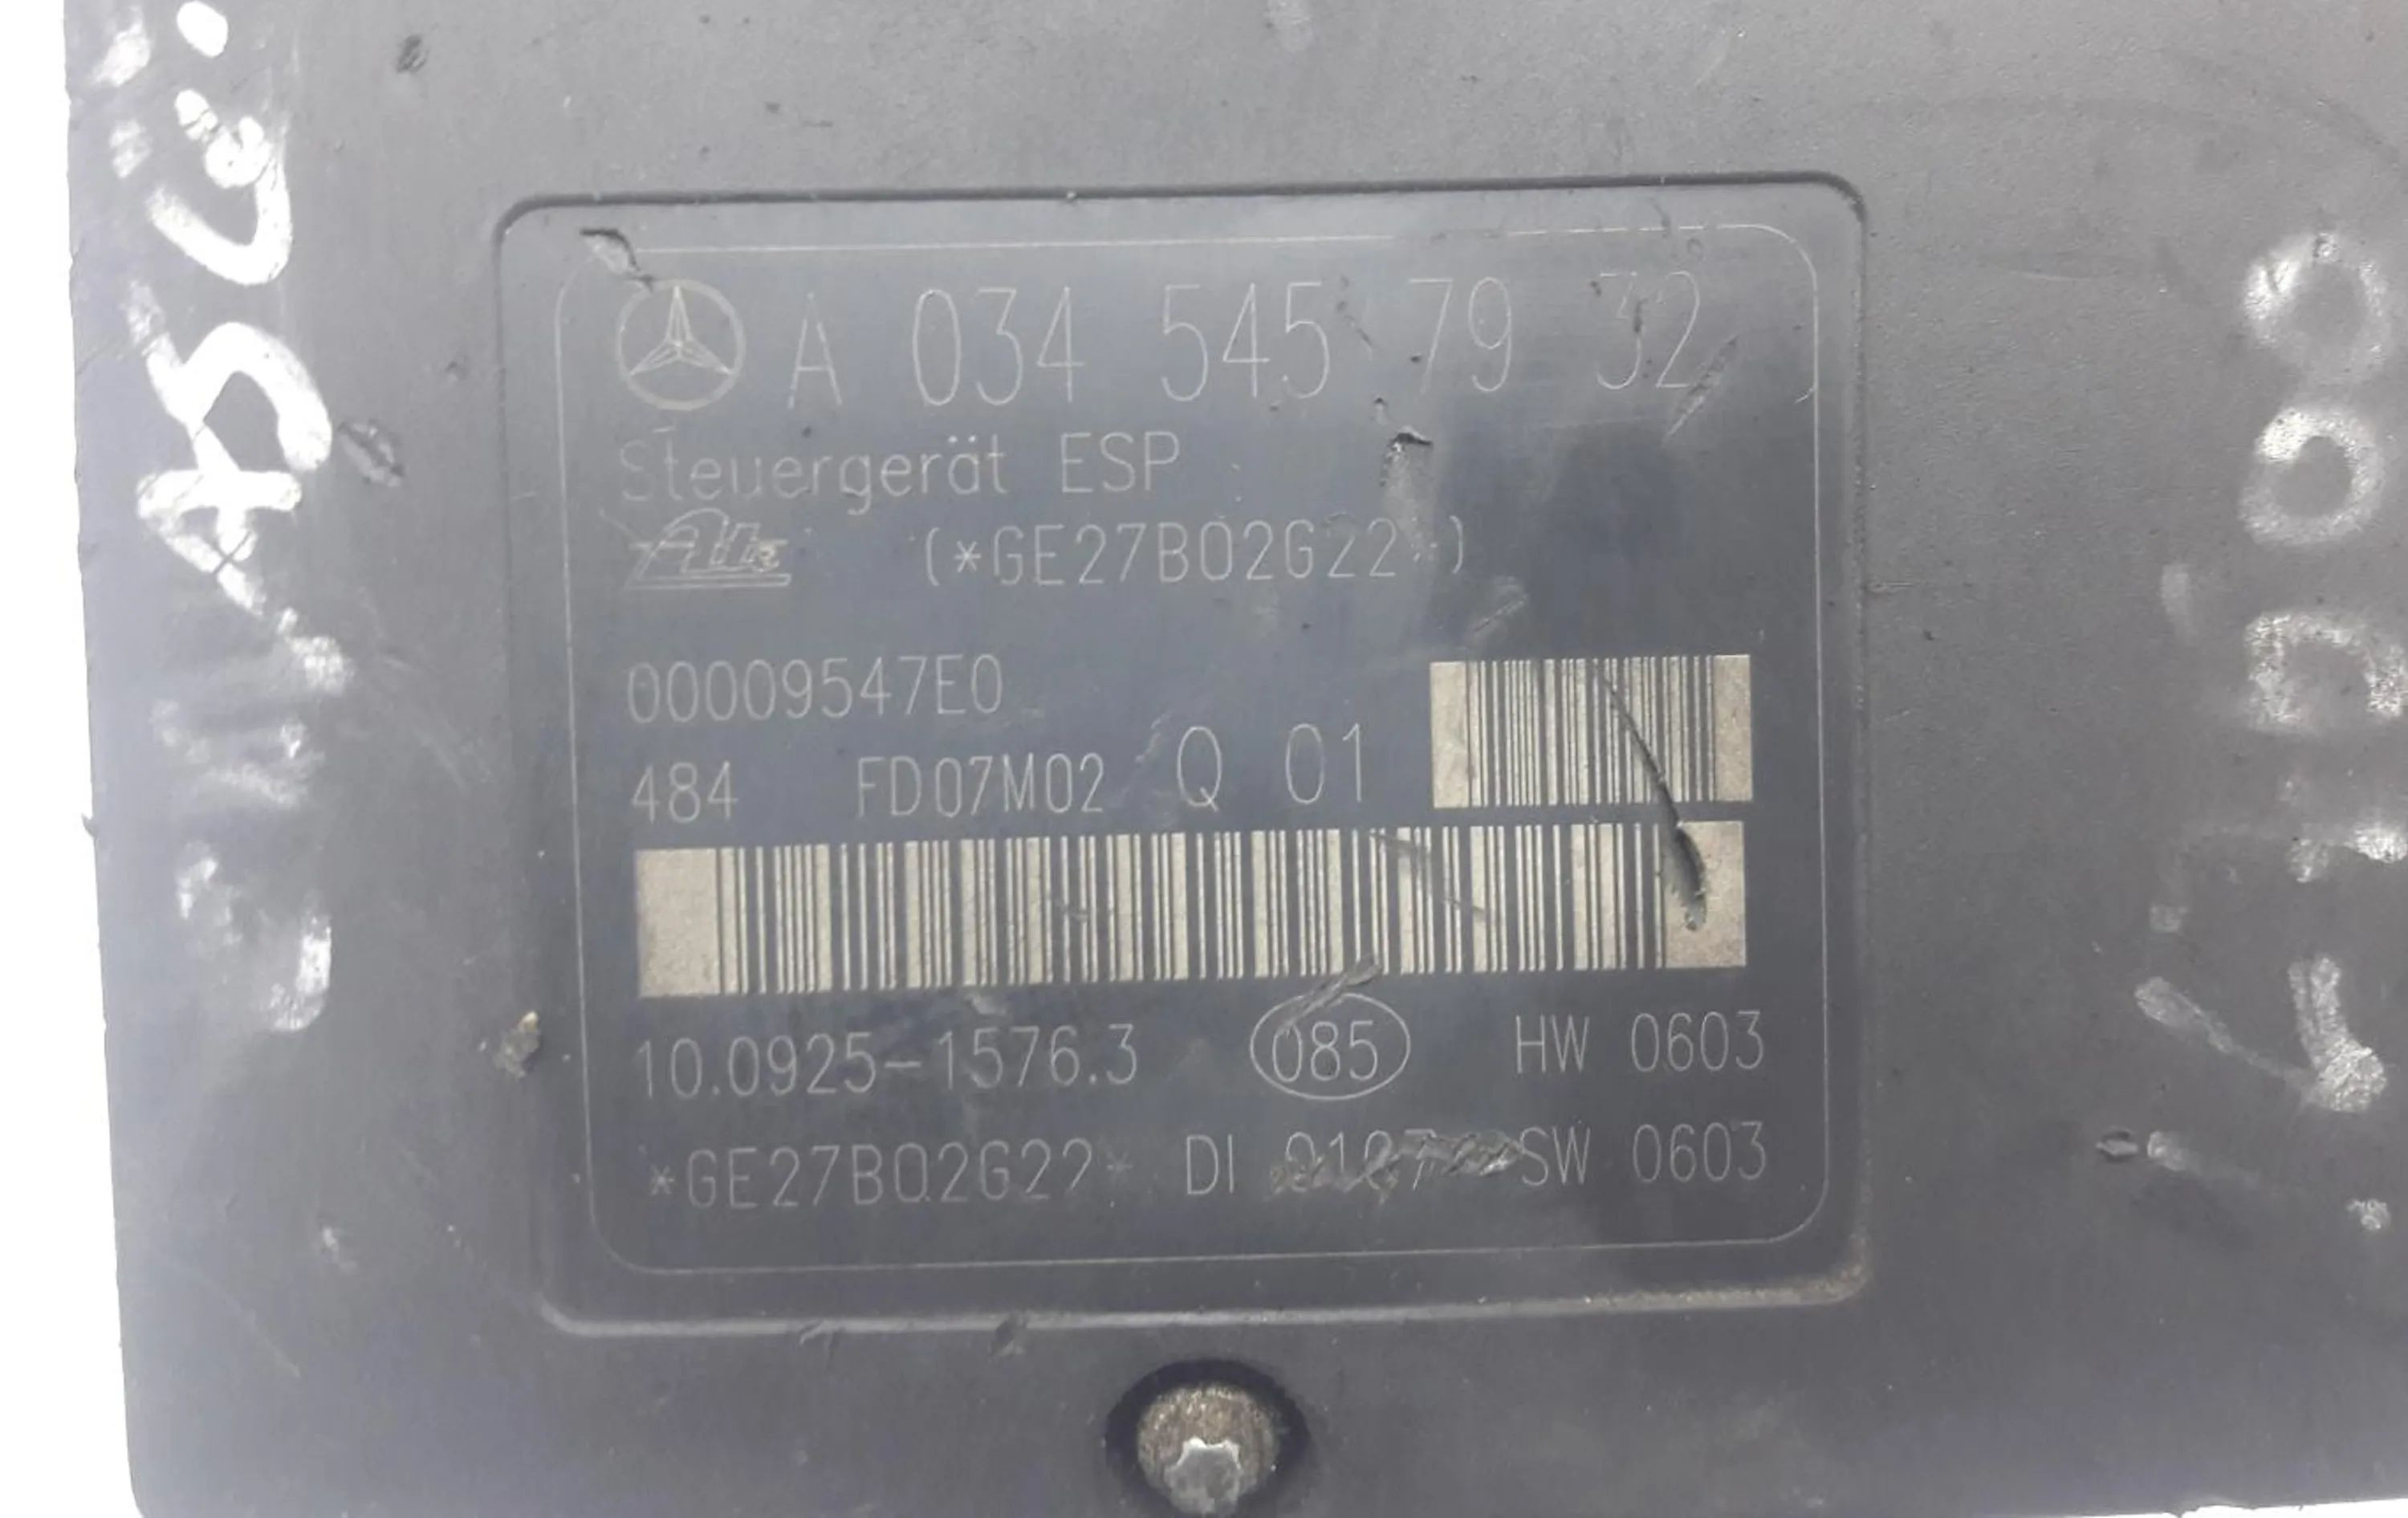 A 034 545 79 32
Steuergerät ESP
Ate (*GE27B02G22*)
00009547E0
484 FD07M02 Q 01
10.0925-1576.3 085 HW 0603
*GE27B02G22* DI SW 0603